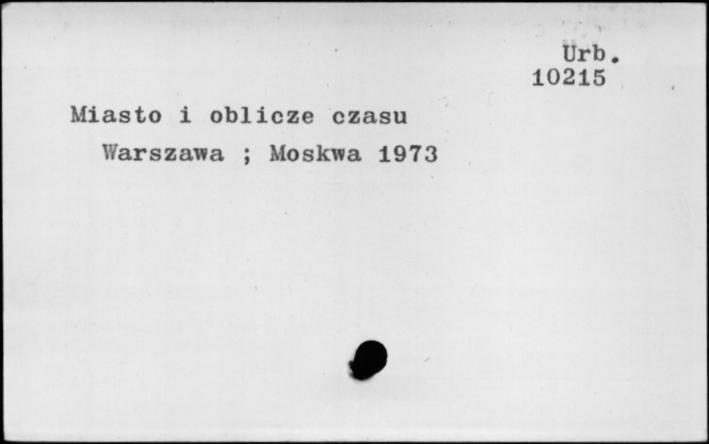 Urb.
10215
Miasto i oblicze czasu
Warszawa ; Moskwa 1973